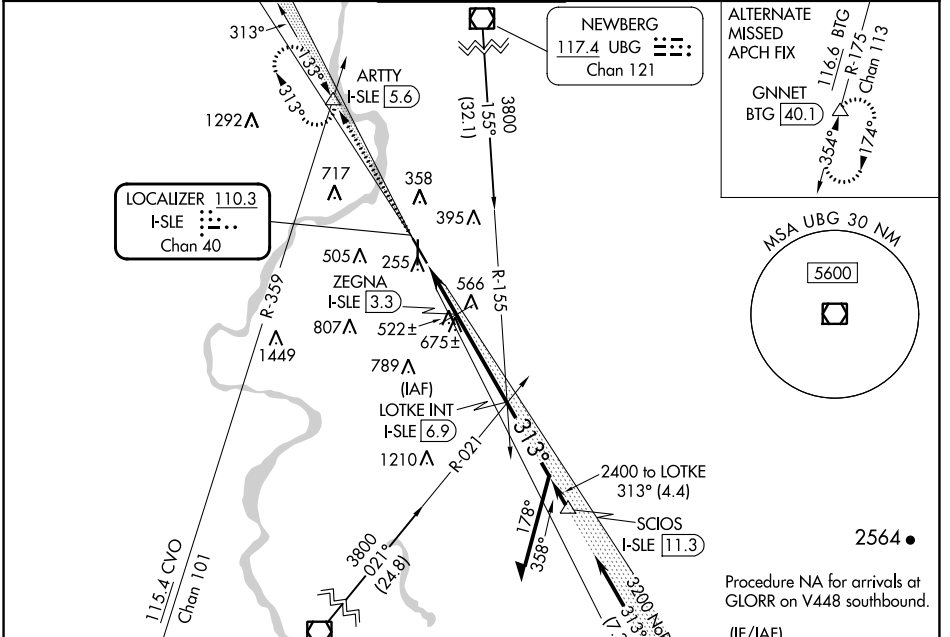 313°
133°
313°
ARTTY
I-SLE 5.6
1292
717
358
395
LOCALIZER 110.3
I-SLE
Chan 40
505
255
ZEGNA
I-SLE 3.3
566
807
522±
675±
1449
789
(IAF)
LOTKE INT
I-SLE 6.9
1210
R-359
R-021
R-155
3800
155°
(32.1)
NEWBERG
117.4 UBG
Chan 121
ALTERNATE
MISSED
APCH FIX
116.6 BTG
R-175
Chan 113
GNNET
BTG 40.1
354°
174°
MSA UBG 30 NM
5600
313°
2400 to LOTKE
313° (4.4)
SCIOS
I-SLE 11.3
178°
358°
3800
021°
(24.8)
115.4 CVO
Chan 101
3200 NoP
313°
(7.
2564
Procedure NA for arrivals at
GLORR on V448 southbound.
(IF/IAF)